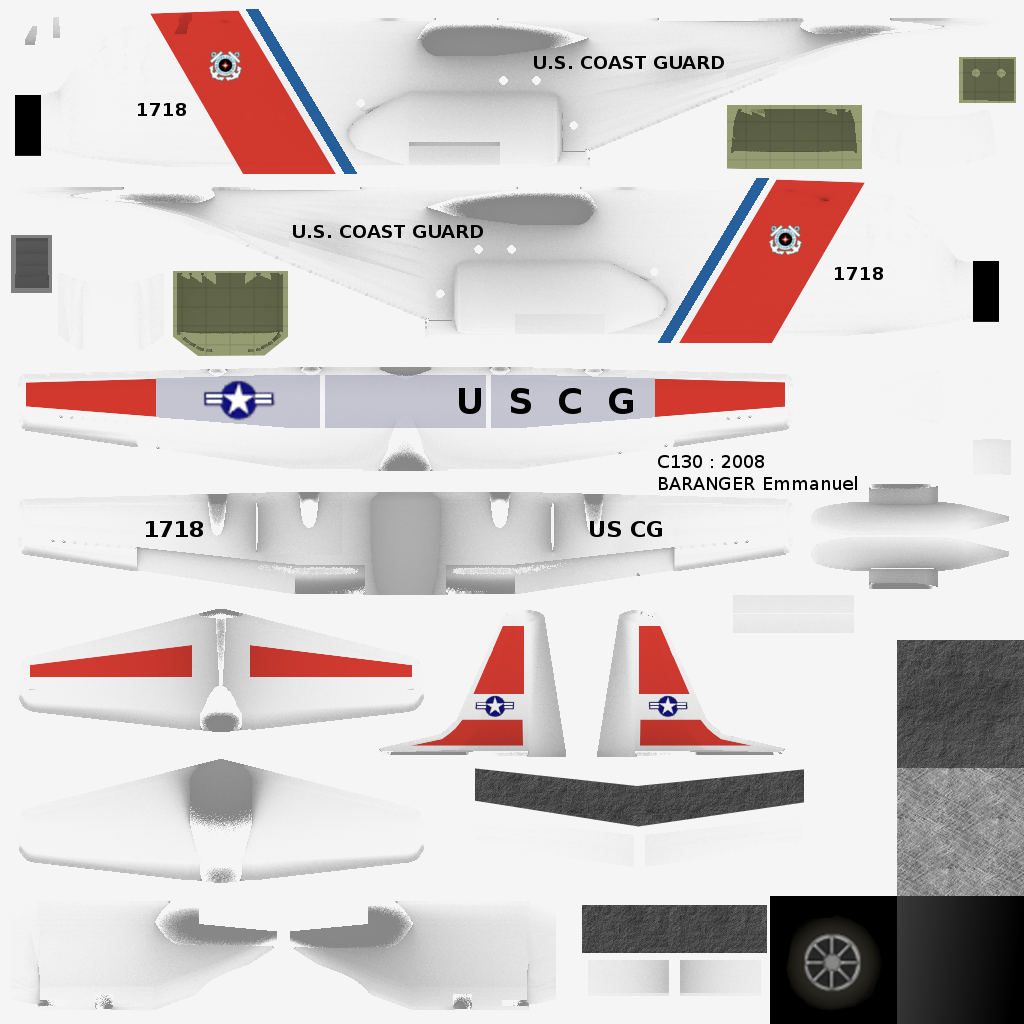 U.S. COAST GUARD
1718
U.S. COAST GUARD
1718
U S C G
C130 : 2008
BARANGER Emmanuel
1718
US CG